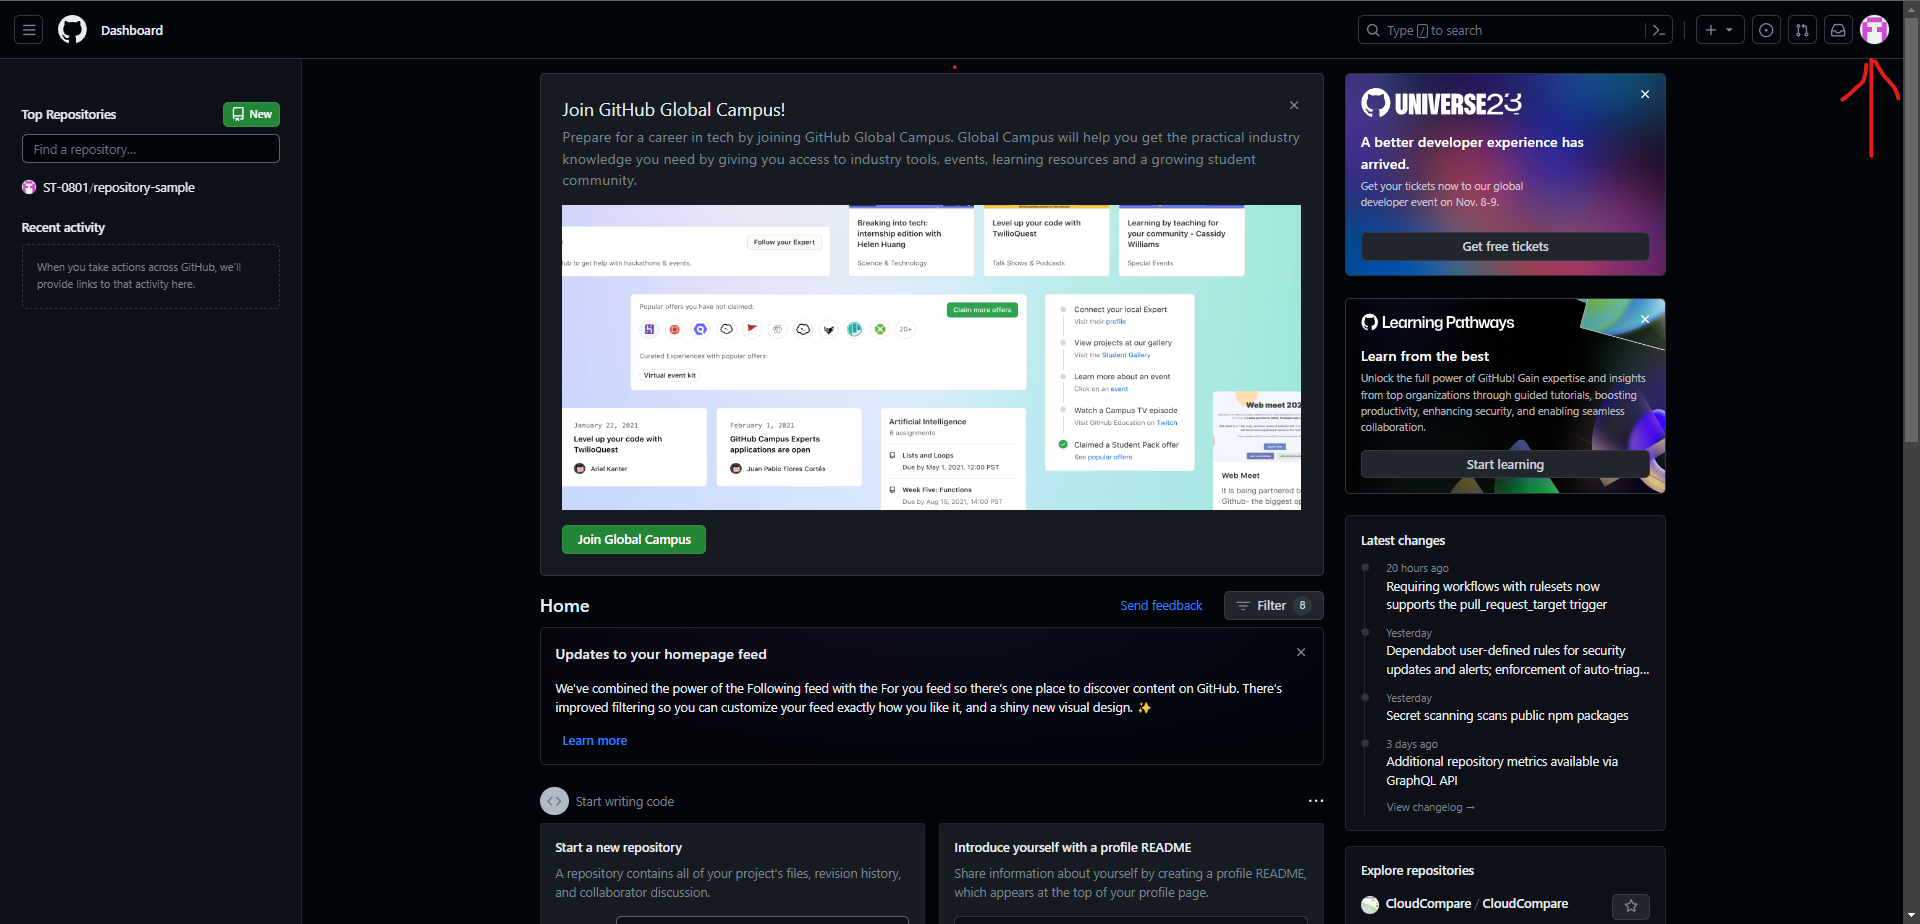 Dashboard
Type / to search
Top Repositories
New
Find a repository...
ST-0801/repository-sample
Recent activity
When you take actions across GitHub, we'll
provide links to that activity here.
Join GitHub Global Campus!
Prepare for a career in tech by joining GitHub Global Campus. Global Campus will help you get the practical industry
knowledge you need by giving you access to industry tools, events, learning resources and a growing student
community.
Follow your Expert
ub to get help with hackathons & events.
Breaking into tech:
internship edition with
Helen Huang
Science & Technology
Level up your code with
TwilioQuest
Talk Shows & Podcasts
Learning by teaching for
your community - Cassidy
Williams
Special Events
Popular offers you have not claimed:
Claim more offers
20+
Curated Experiences with popular offers:
Virtual event kit
Connect your local Expert
Visit their profile
View projects at our gallery
Visit the Student Gallery
Learn more about an event
Click on an event
Watch a Campus TV episode
Visit GitHub Education on Twitch
Claimed a Student Pack offer
See popular offers
January 22, 2021
Level up your code with
TwilioQuest
Ariel Kanter
February 1, 2021
GitHub Campus Experts
applications are open
Juan Pablo Flores Cortés
Artificial Intelligence
6 assignments
Lists and Loops
Due by May 1, 2021, 12:00 PST
Week Five: Functions
Due by Aug 15, 2021, 14:00 PST
Web meet 202
Web Meet
It is being partnered b
Github- the biggest op
Join Global Campus
Home
Send feedback
Filter 8
Updates to your homepage feed
We've combined the power of the Following feed with the For you feed so there's one place to discover content on GitHub. There's
improved filtering so you can customize your feed exactly how you like it, and a shiny new visual design. ✨
Learn more
Start writing code
Start a new repository
A repository contains all of your project's files, revision history,
and collaborator discussion.
Introduce yourself with a profile README
Share information about yourself by creating a profile README,
which appears at the top of your profile page.
UNIVERSE23
A better developer experience has
arrived.
Get your tickets now to our global
developer event on Nov. 8-9.
Get free tickets
Learning Pathways
Learn from the best
Unlock the full power of GitHub! Gain expertise and insights
from top organizations through guided tutorials, boosting
productivity, enhancing security, and enabling seamless
collaboration.
Start learning
Latest changes
20 hours ago
Requiring workflows with rulesets now
supports the pull_request_target trigger
Yesterday
Dependabot user-defined rules for security
updates and alerts; enforcement of auto-triag...
Yesterday
Secret scanning scans public npm packages
3 days ago
Additional repository metrics available via
GraphQL API
View changelog →
Explore repositories
CloudCompare / CloudCompare